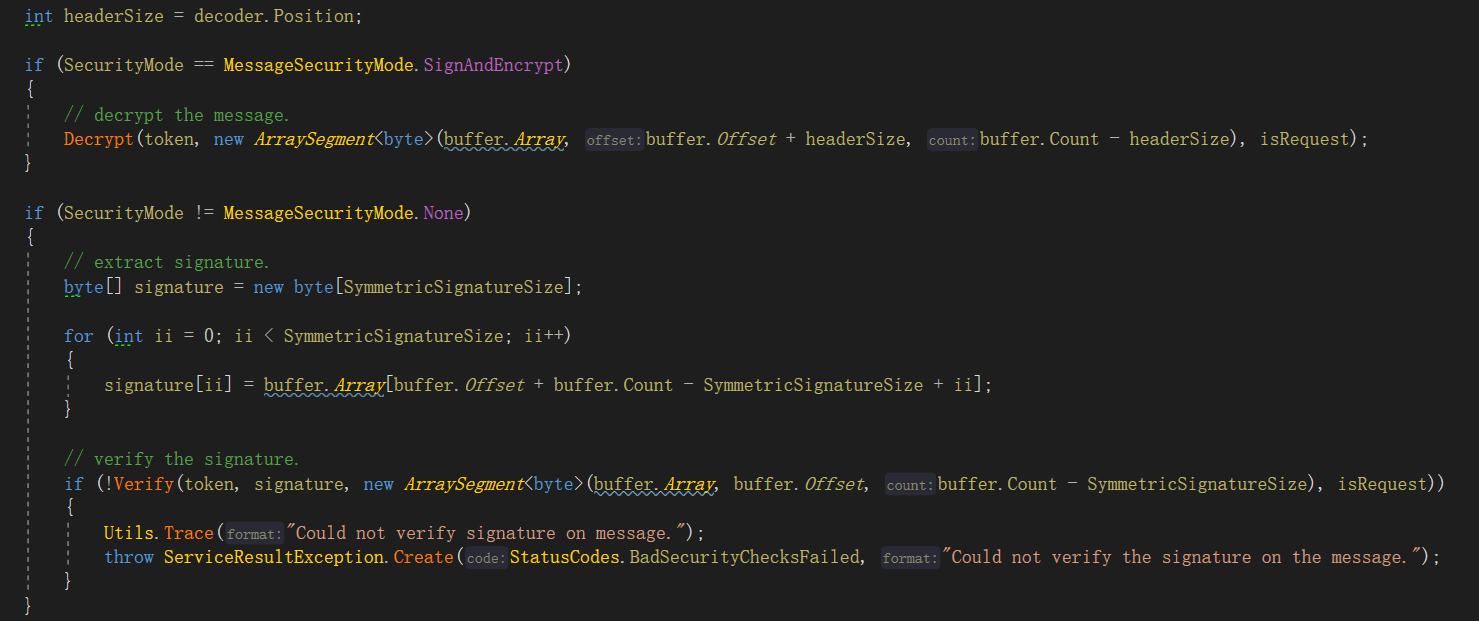 int headerSize = decoder.Position;
if (SecurityMode == MessageSecurityMode.SignAndEncrypt)
{
// decrypt the message.
Decrypt(token, new ArraySegment<byte>(buffer.Array, offset: buffer.Offset + headerSize, count: buffer.Count - headerSize), isRequest);
}
if (SecurityMode != MessageSecurityMode.None)
{
// extract signature.
byte[] signature = new byte[SymmetricSignatureSize];
for (int ii = 0; ii < SymmetricSignatureSize; ii++)
{
signature[ii] = buffer.Array[buffer.Offset + buffer.Count - SymmetricSignatureSize + ii];
}
// verify the signature.
if (!Verify(token, signature, new ArraySegment<byte>(buffer.Array, buffer.Offset, count: buffer.Count - SymmetricSignatureSize), isRequest))
{
Utils.Trace(format: "Could not verify signature on message.");
throw ServiceResultException.Create(code: StatusCodes.BadSecurityChecksFailed, format: "Could not verify the signature on the message.");
}
}